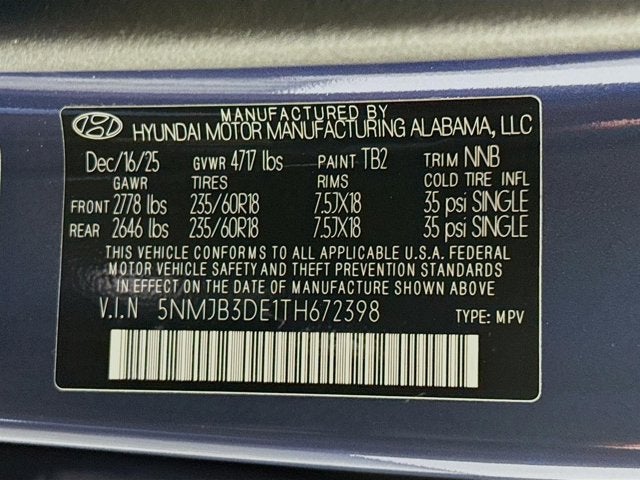 MANUFACTURED BY
HYUNDAI MOTOR MANUFACTURING ALABAMA, LLC
Dec/16/25 GVWR 4717 lbs PAINT TB2 TRIM NNB
GAWR TIRES RIMS COLD TIRE INFL
FRONT 2778 lbs 235/60R18 7.5JX18 35 psi SINGLE
REAR 2646 lbs 235/60R18 7.5JX18 35 psi SINGLE
THIS VEHICLE CONFORMS TO ALL APPLICABLE U.S.A. FEDERAL
MOTOR VEHICLE SAFETY AND THEFT PREVENTION STANDARDS
IN EFFECT ON THE DATE OF MANUFACTURE SHOWN ABOVE
V.I.N 5NMJB3DE1TH672398 TYPE: MPV